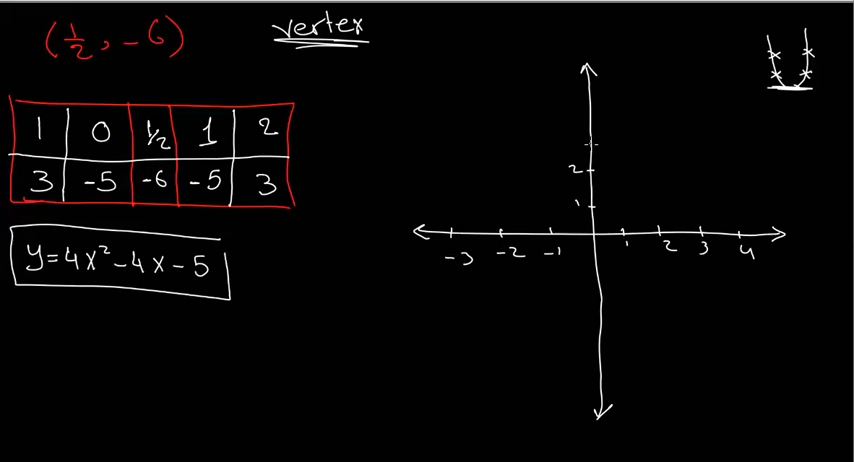 (1/2, -6)
vertex
1 0 1/2 1 2
3 -5 -6 -5 3
y=4x²-4x-5
2
1
-3 -2 -1 1 2 3 4